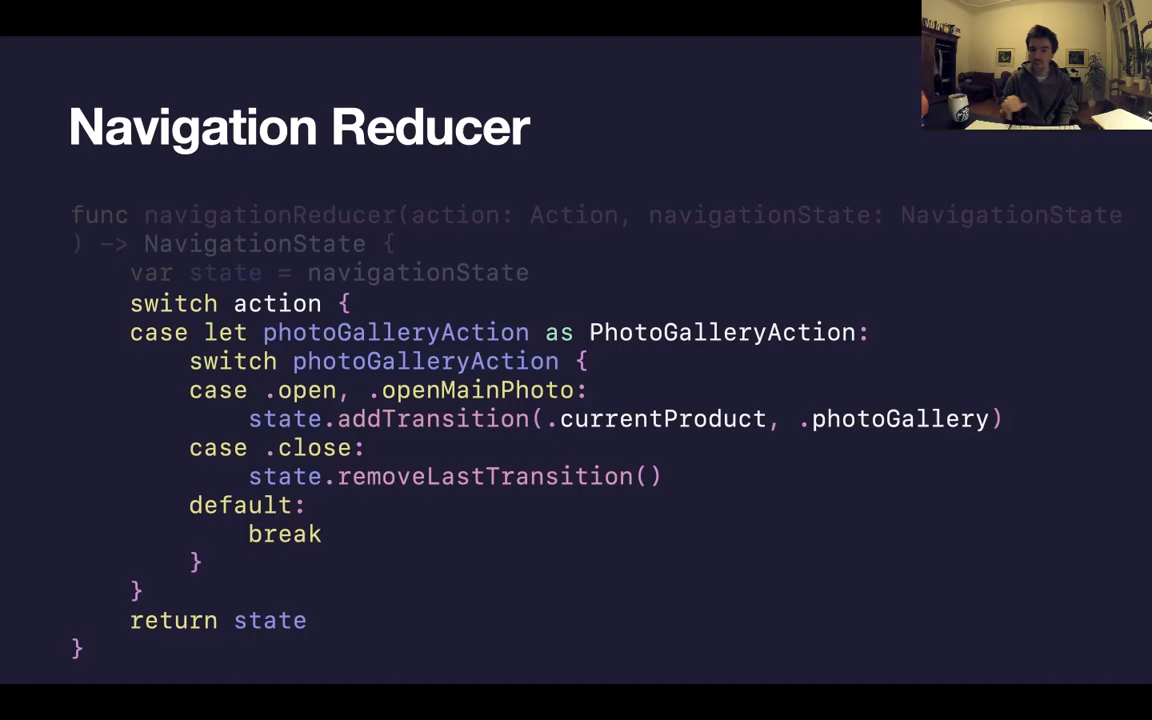 Navigation Reducer
func navigationReducer(action: Action, navigationState: NavigationState
) -> NavigationState {
    var state = navigationState
    switch action {
    case let photoGalleryAction as PhotoGalleryAction:
        switch photoGalleryAction {
        case .open, .openMainPhoto:
            state.addTransition(.currentProduct, .photoGallery)
        case .close:
            state.removeLastTransition()
        default:
            break
        }
    }
    return state
}